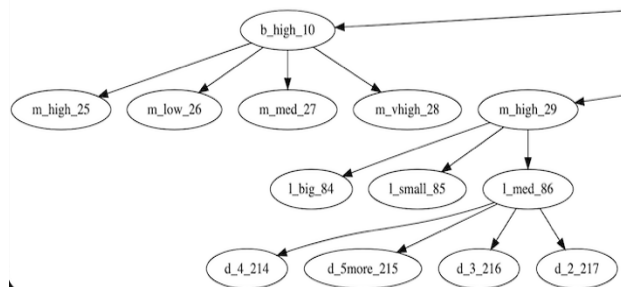 b_high_10
m_high_25 m_low_26 m_med_27 m_vhigh_28 m_high_29
l_big_84 l_small_85 l_med_86
d_4_214 d_5more_215 d_3_216 d_2_217